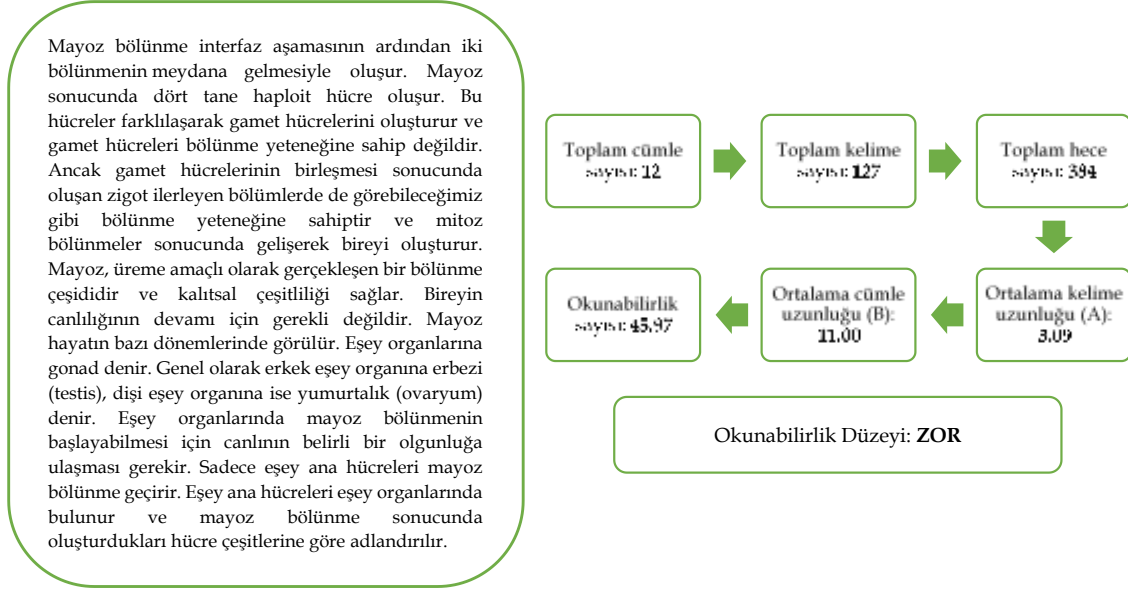 Mayoz bölünme interfaz aşamasının ardından iki
bölünmenin meydana gelmesiyle oluşur. Mayoz
sonucunda dört tane haploit hücre oluşur. Bu
hücreler farklılaşarak gamet hücrelerini oluşturur ve
gamet hücreleri bölünme yeteneğine sahip değildir.
Ancak gamet hücrelerinin birleşmesi sonucunda
oluşan zigot ilerleyen bölümlerde de görebileceğimiz
gibi bölünme yeteneğine sahiptir ve mitoz
bölünmeler sonucunda gelişerek bireyi oluşturur.
Mayoz, üreme amaçlı olarak gerçekleşen bir bölünme
çeşididir ve kalıtsal çeşitliliği sağlar. Bireyin
canlılığının devamı için gerekli değildir. Mayoz
hayatın bazı dönemlerinde görülür. Eşey organlarına
gonad denir. Genel olarak erkek eşey organına erbezi
(testis), dişi eşey organına ise yumurtalık (ovaryum)
denir. Eşey organlarında mayoz bölünmenin
başlayabilmesi için canlının belirli bir olgunluğa
ulaşması gerekir. Sadece eşey ana hücreleri mayoz
bölünme geçirir. Eşey ana hücreleri eşey organlarında
bulunur ve mayoz bölünme sonucunda
oluşturdukları hücre çeşitlerine göre adlandırılır.
Toplam cümle
sayısı: 12
Toplam kelime
sayısı: 127
Toplam hece
sayısı: 394
Ortalama kelime
uzunluğu (A):
3.09
Ortalama cümle
uzunluğu (B):
11.00
Okunabilirlik
sayısı: 45.97
Okunabilirlik Düzeyi: ZOR